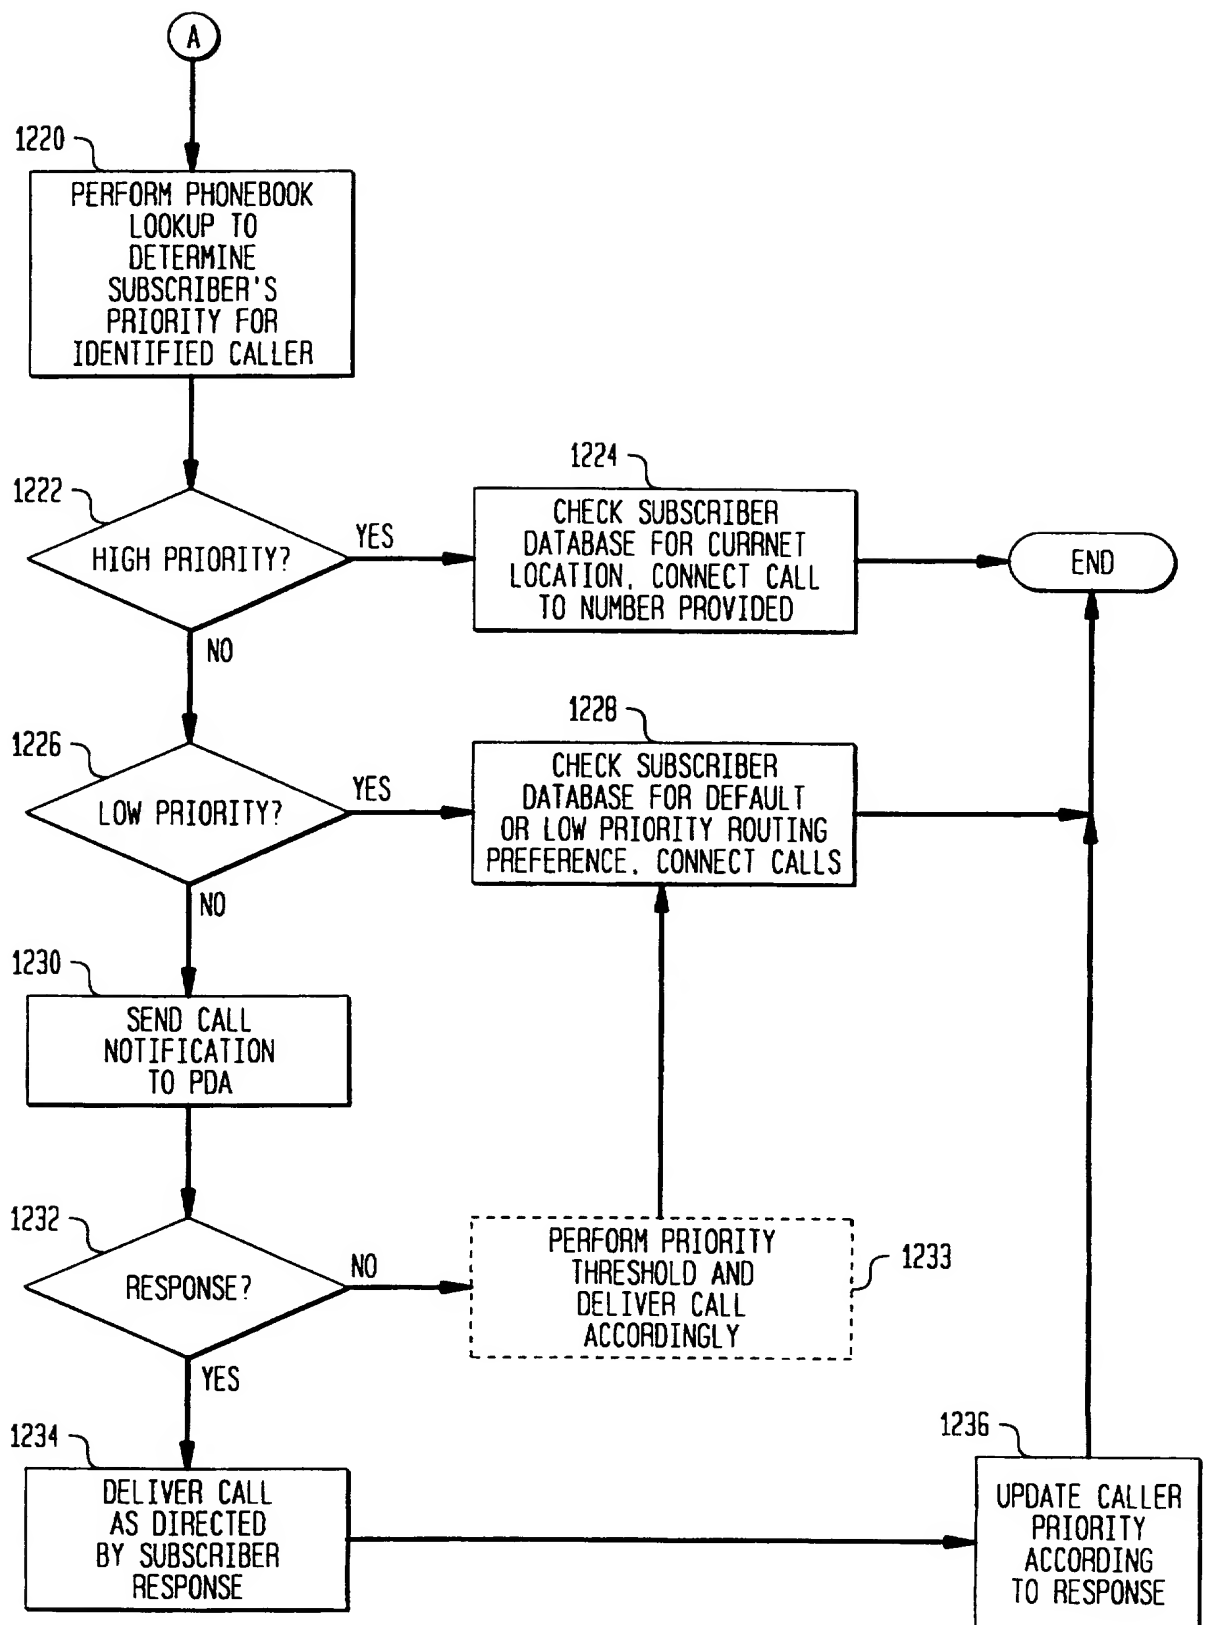 A
1220
PERFORM PHONEBOOK
LOOKUP TO
DETERMINE
SUBSCRIBER'S
PRIORITY FOR
IDENTIFIED CALLER
1222
HIGH PRIORITY?
YES
NO
1224
CHECK SUBSCRIBER
DATABASE FOR CURRNET
LOCATION, CONNECT CALL
TO NUMBER PROVIDED
END
1226
LOW PRIORITY?
YES
NO
1228
CHECK SUBSCRIBER
DATABASE FOR DEFAULT
OR LOW PRIORITY ROUTING
PREFERENCE, CONNECT CALLS
1230
SEND CALL
NOTIFICATION
TO PDA
1232
RESPONSE?
NO
YES
PERFORM PRIORITY
THRESHOLD AND
DELIVER CALL
ACCORDINGLY
1233
1234
DELIVER CALL
AS DIRECTED
BY SUBSCRIBER
RESPONSE
1236
UPDATE CALLER
PRIORITY
ACCORDING
TO RESPONSE